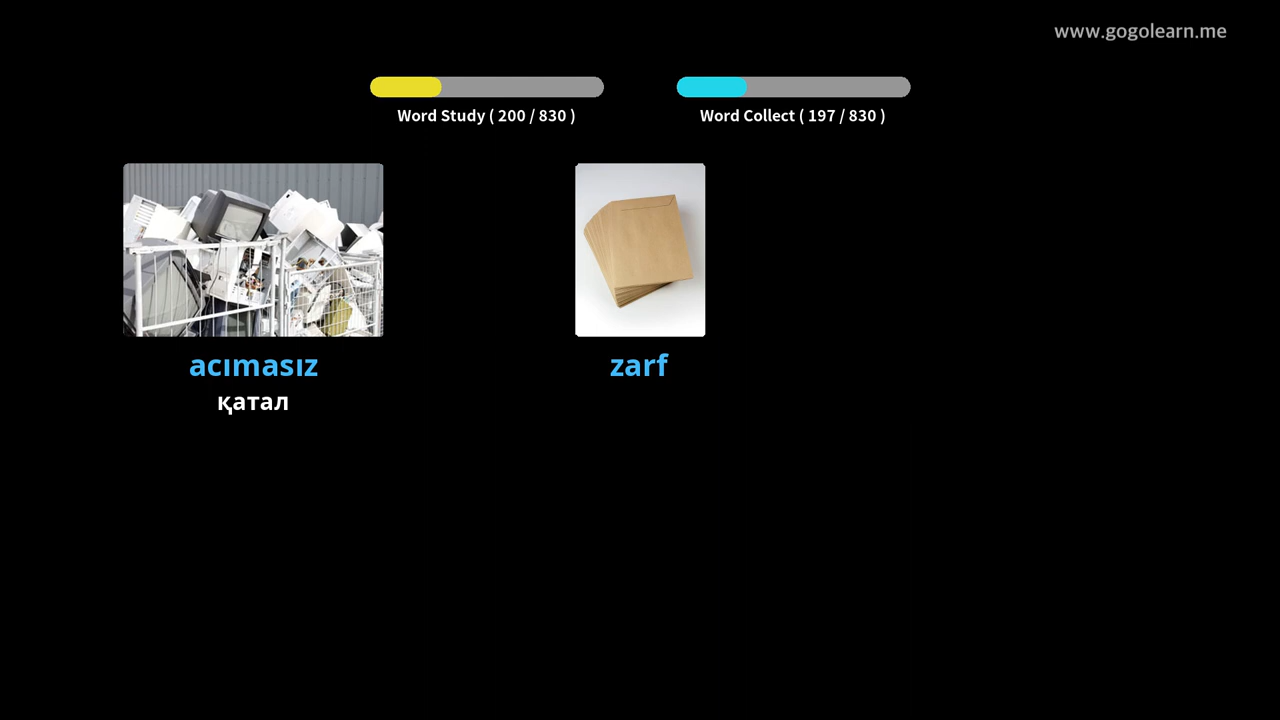 www.gogolearn.me
Word Study ( 200 / 830 )
Word Collect ( 197 / 830 )
acımasız
қатал
zarf